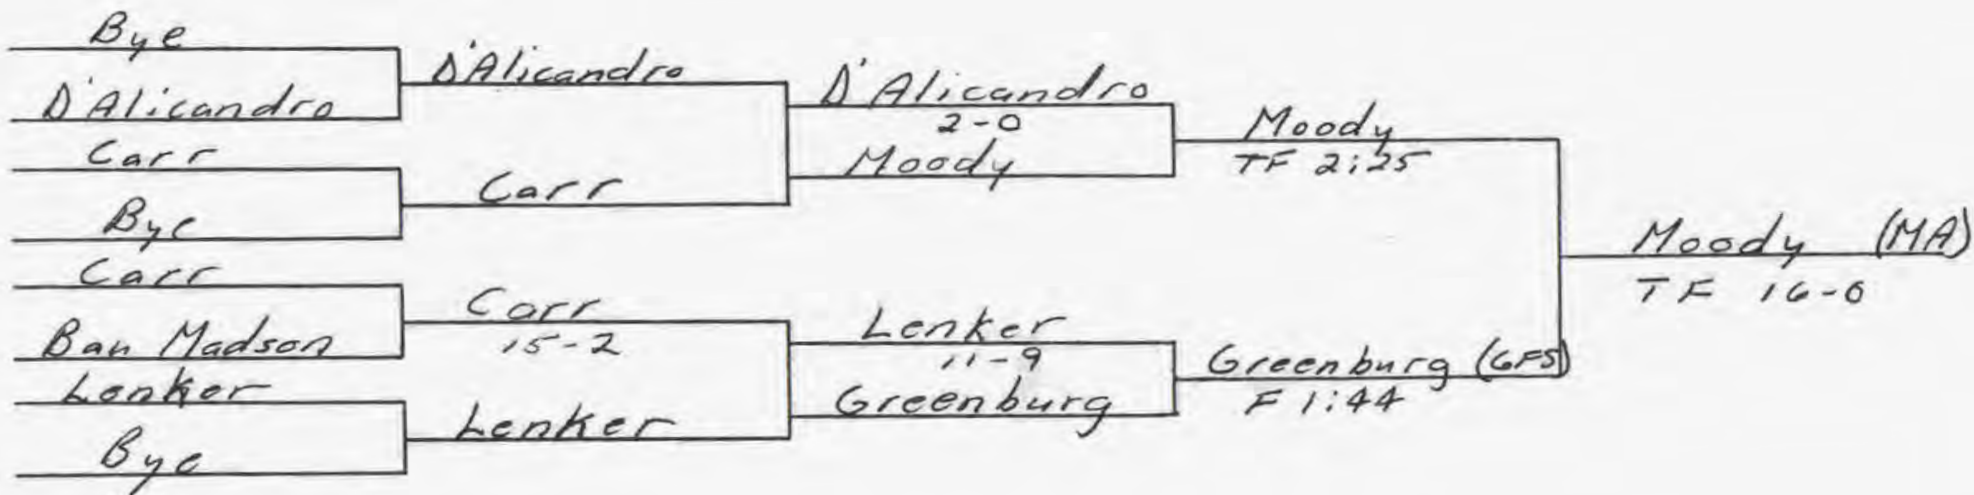 Bye
D'Alicandro
Carr
Bye
Carr
Ban Madson
Lenker
Bye
D'Alicandro
Carr
Carr
15-2
Lenker
D'Alicandro
2-0
Moody
Lenker
11-9
Greenburg
Moody
TF 2:25
Greenburg (GFS)
F 1:44
Moody (MA)
TF 16-0